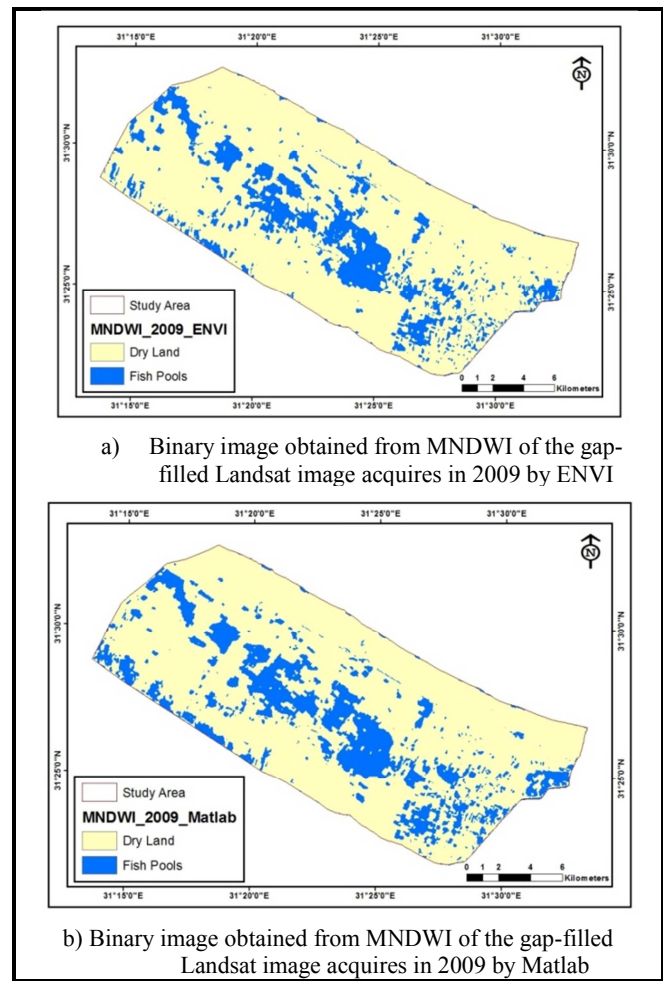 31°15'0"E 31°20'0"E 31°25'0"E 31°30'0"E
N
31°30'0"N 31°30'0"N
31°25'0"N 31°25'0"N
Study Area
MNDWI_2009_ENVI
Dry Land
Fish Pools
0 1 2 4 6
Kilometers
31°15'0"E 31°20'0"E 31°25'0"E 31°30'0"E
a) Binary image obtained from MNDWI of the gap-
filled Landsat image acquires in 2009 by ENVI
31°15'0"E 31°20'0"E 31°25'0"E 31°30'0"E
N
31°30'0"N 31°30'0"N
31°25'0"N 31°25'0"N
Study Area
MNDWI_2009_Matlab
Dry Land
Fish Pools
0 1 2 4 6
Kilometers
31°15'0"E 31°20'0"E 31°25'0"E 31°30'0"E
b) Binary image obtained from MNDWI of the gap-filled
Landsat image acquires in 2009 by Matlab